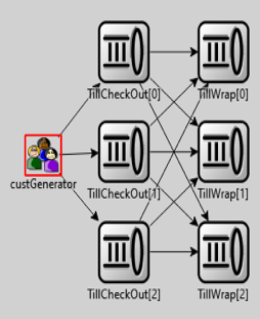 TillCheckOut[0]
TillWrap[0]
custGenerator
TillCheckOut[1]
TillWrap[1]
TillCheckOut[2]
TillWrap[2]